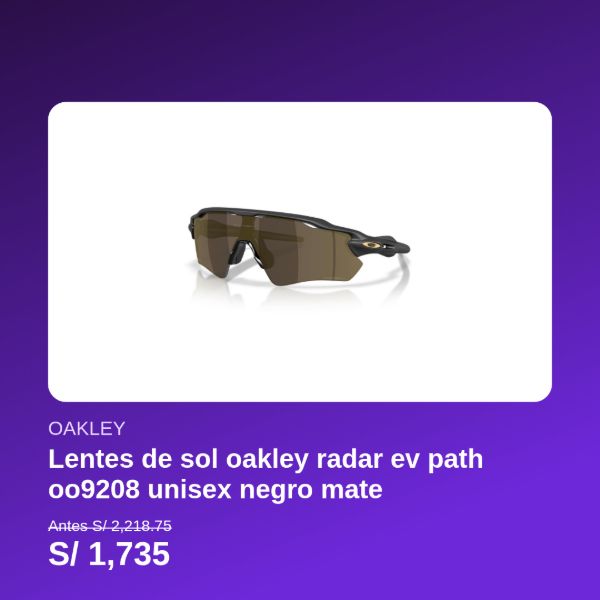 OAKLEY
Lentes de sol oakley radar ev path
oo9208 unisex negro mate
Antes S/ 2,218.75
S/ 1,735